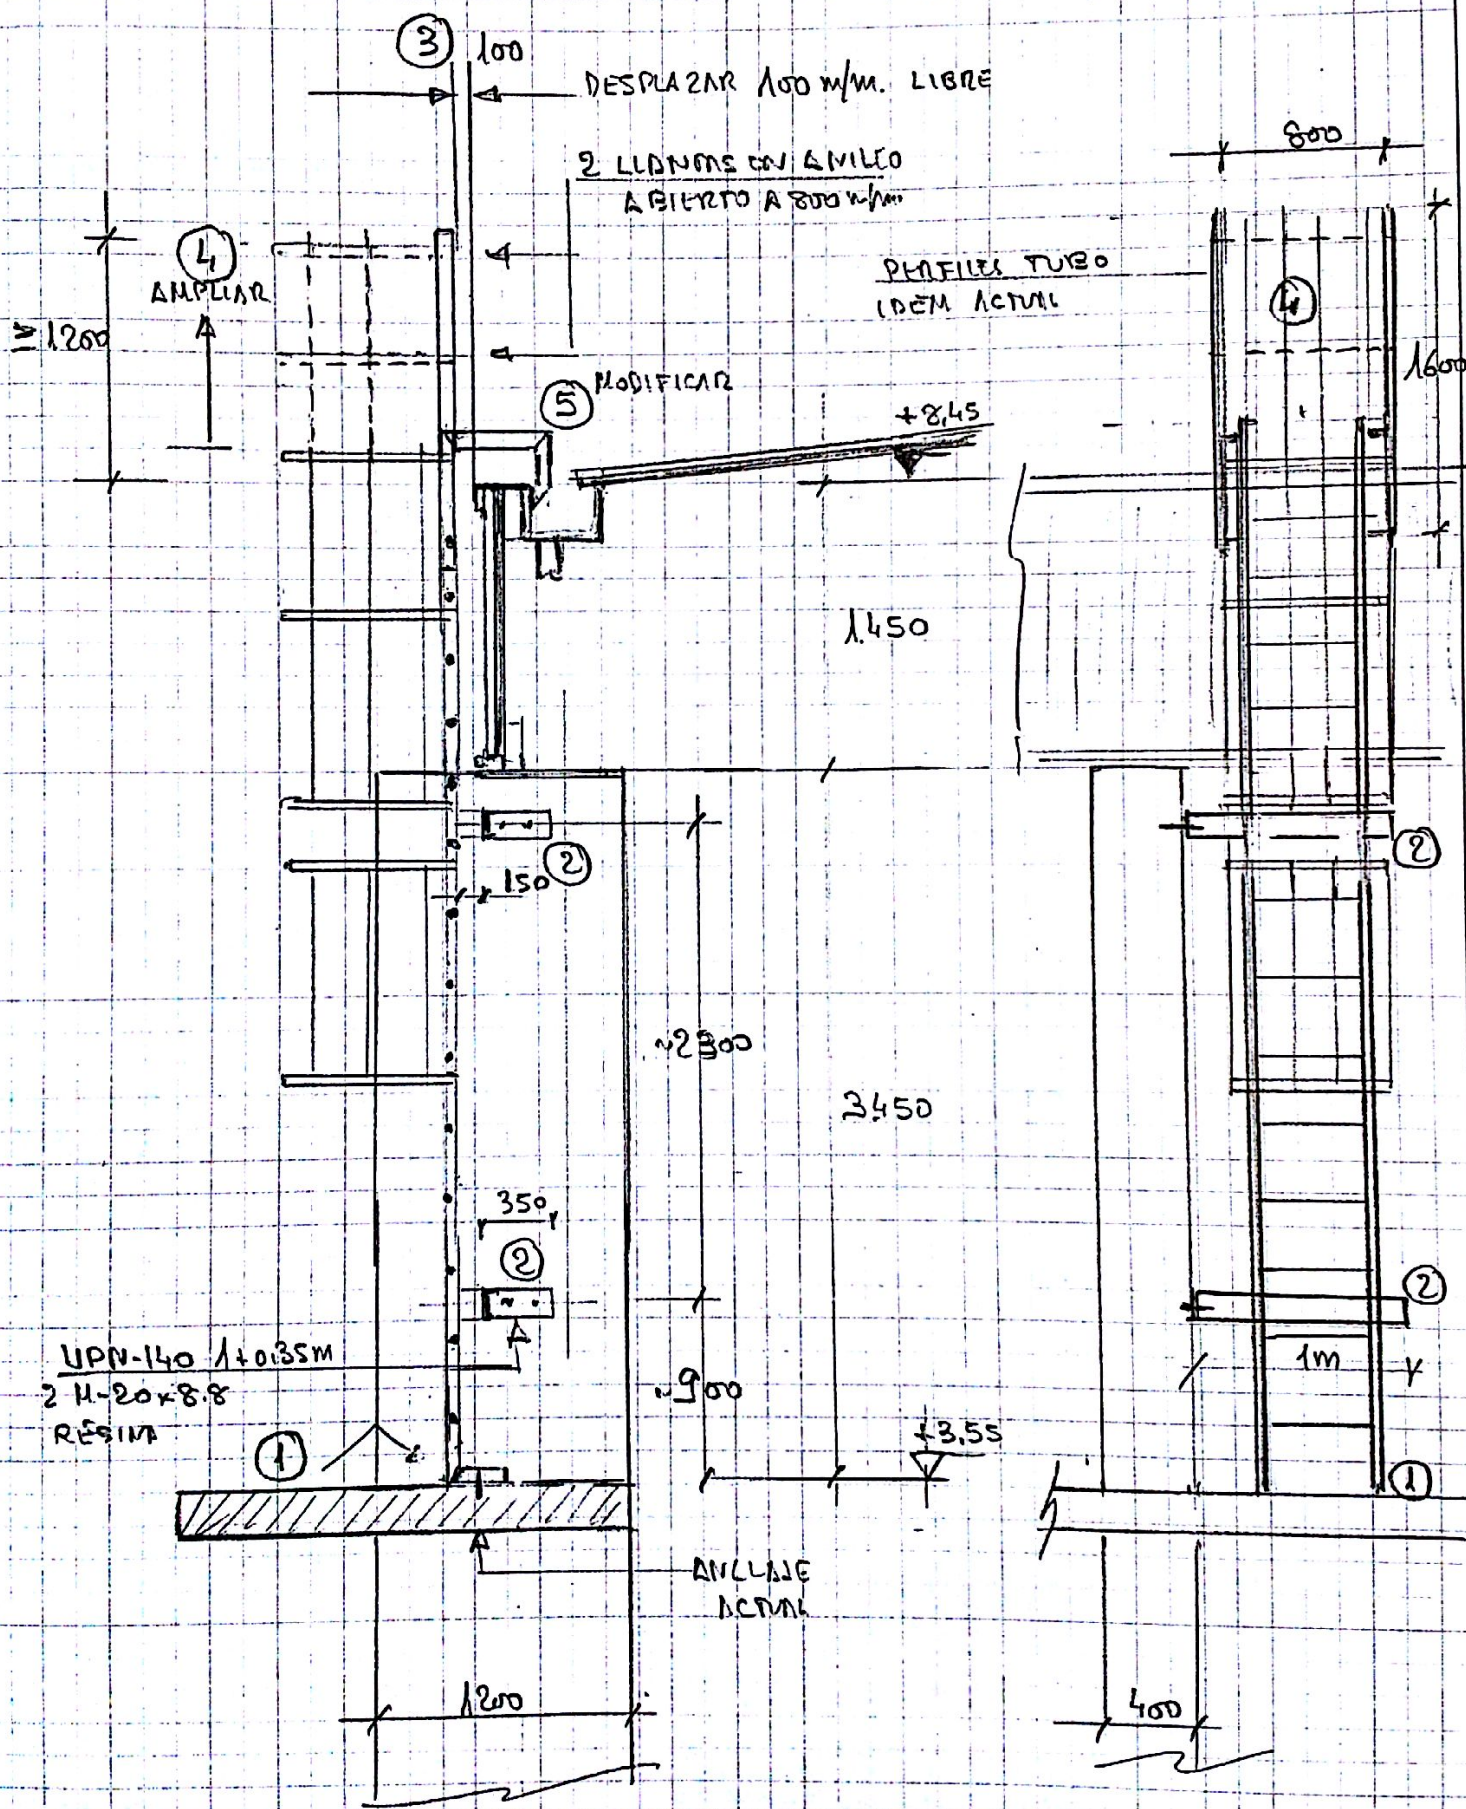 3
100
DESPLAZAR 100 m/m. LIBRE
2 LLANTAS EN ANILLO
ABIERTO A 800 m/m
800
4
AMPLIAR
≥1200
PERFILES TUBO
IDEM ACTUAL
4
1600
5
MODIFICAR
+8,45
1.450
2
150
2
~2300
3450
350
2
2
UPN-140 1+0,35m
2 M-20x8.8
RESINA
~900
1m
+3.55
1
1
ANCLAJE
ACTUAL
1200
400